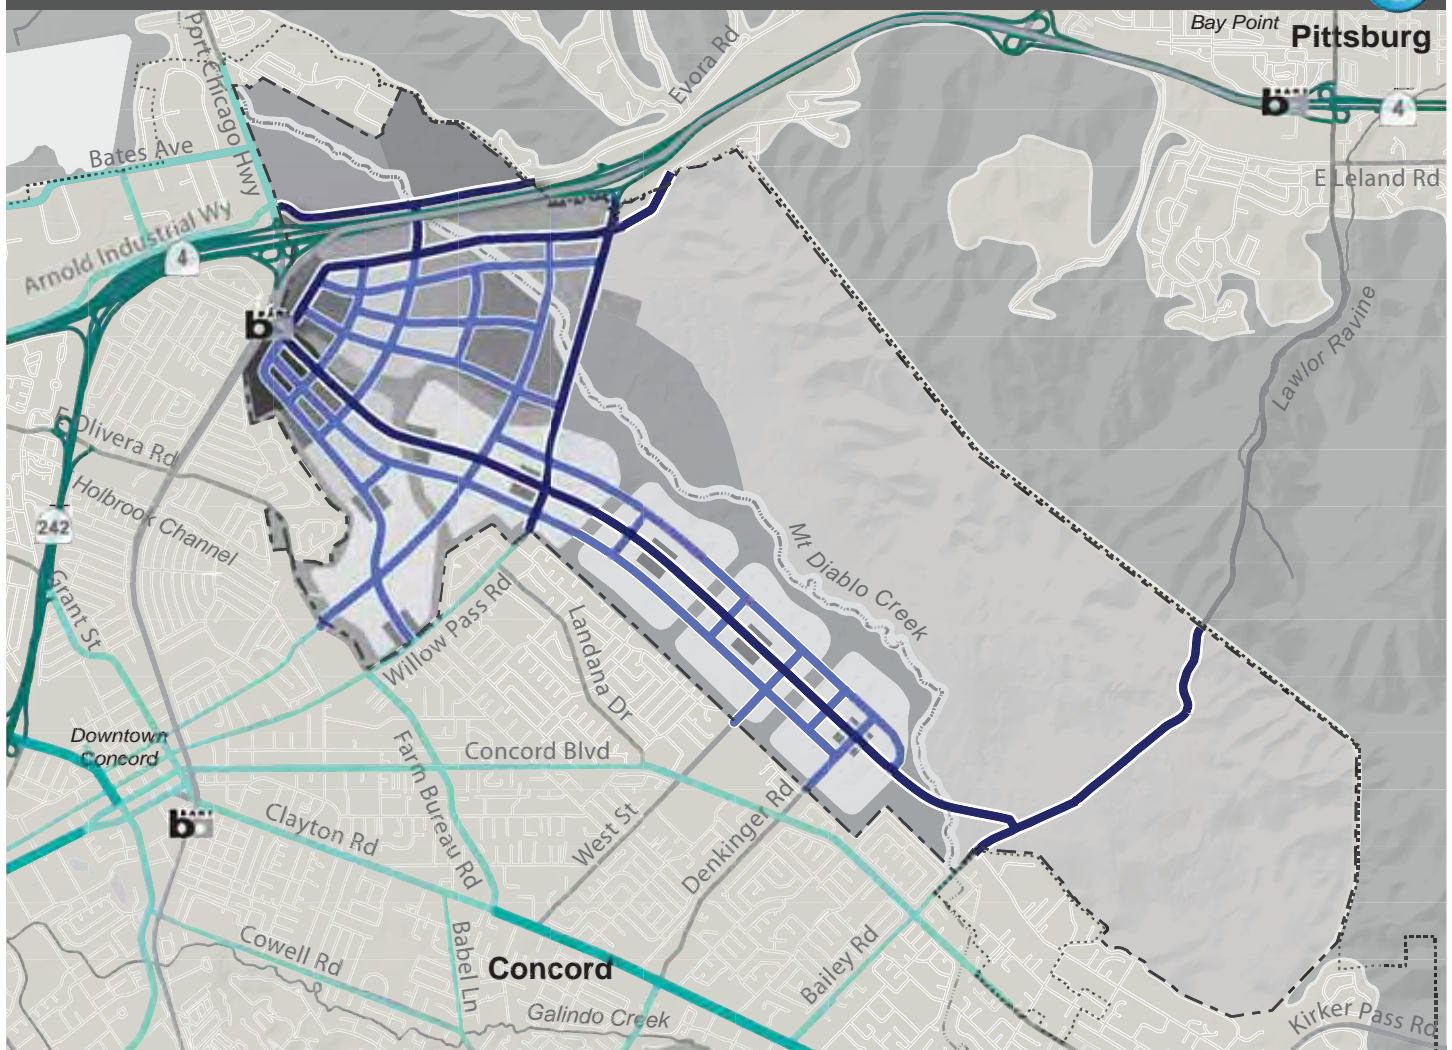 Bay Point
Pittsburg
Port Chicago Hwy
Evora Rd
b
BART
4
Bates Ave
E Leland Rd
Arnold Industrial Wy
4
b
Lawlor Ravine
E Olivera Rd
Holbrook Channel
242
Mt Diablo Creek
Grant St
Willow Pass Rd
Landana Dr
Downtown
Concord
Farm Bureau Rd
Concord Blvd
b
BART
Clayton Rd
West St
Denkinger Rd
Cowell Rd
Babel Ln
Concord
Bailey Rd
Galindo Creek
Kirker Pass Rd